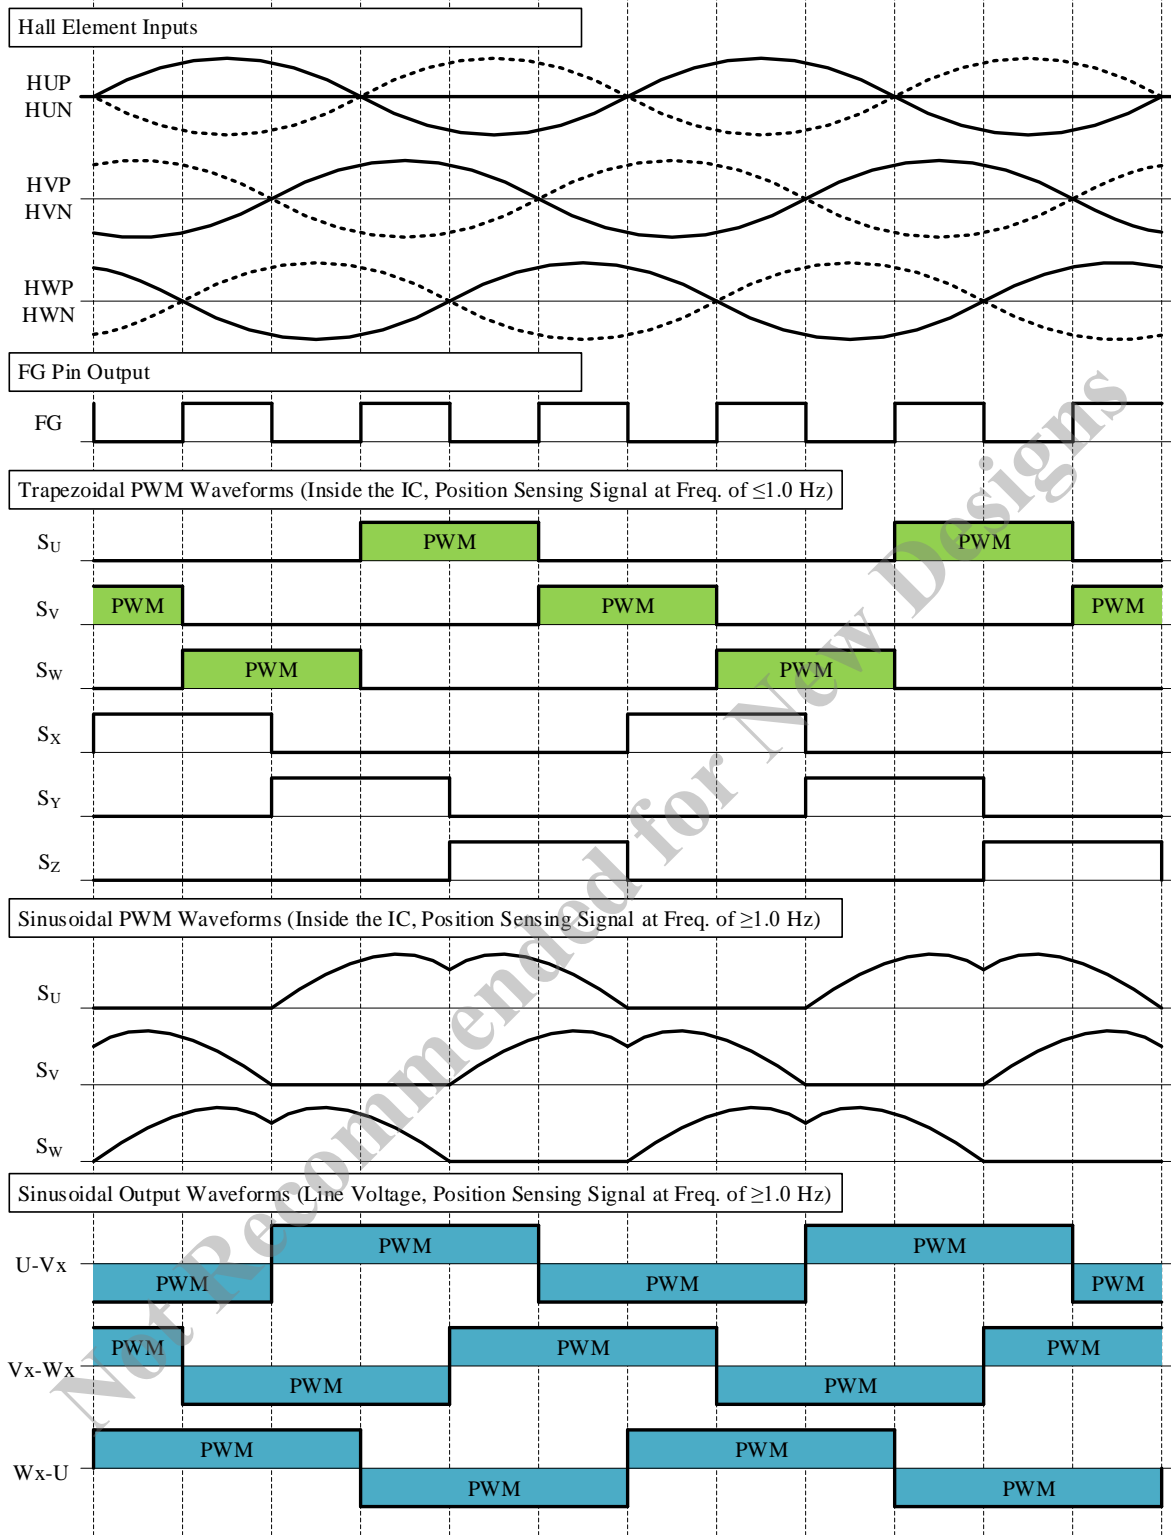 Hall Element Inputs
HUP
HUN
HVP
HVN
HWP
HWN
FG Pin Output
FG
Trapezoidal PWM Waveforms (Inside the IC, Position Sensing Signal at Freq. of ≤1.0 Hz)
SU PWM PWM
SV PWM PWM PWM
SW PWM PWM
SX
SY
SZ
Sinusoidal PWM Waveforms (Inside the IC, Position Sensing Signal at Freq. of ≥1.0 Hz)
SU
SV
SW
Sinusoidal Output Waveforms (Line Voltage, Position Sensing Signal at Freq. of ≥1.0 Hz)
PWM PWM
U-Vx
PWM PWM PWM
PWM PWM PWM
Vx-Wx
PWM PWM
PWM PWM
Wx-U
PWM PWM
Not Recommended for New Designs